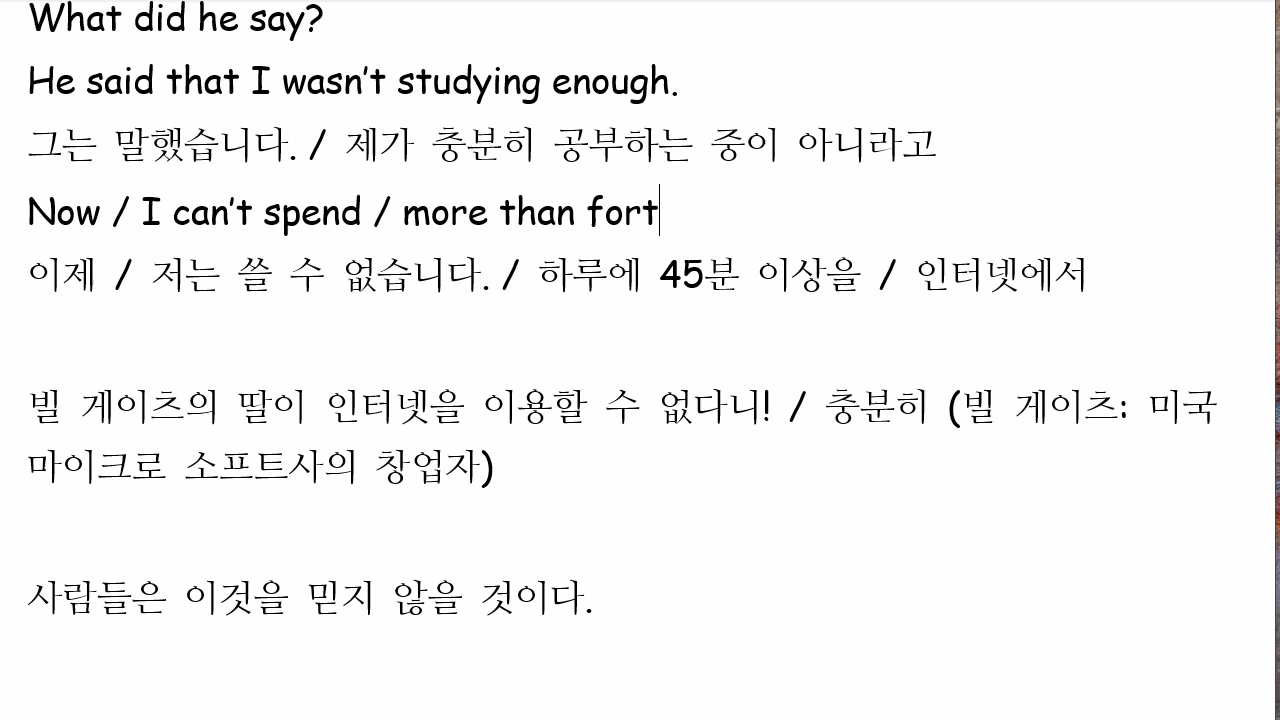 What did he say?
He said that I wasn't studying enough.
그는 말했습니다. / 제가 충분히 공부하는 중이 아니라고
Now / I can't spend / more than fort
이제 / 저는 쓸 수 없습니다. / 하루에 45분 이상을 / 인터넷에서
빌 게이츠의 딸이 인터넷을 이용할 수 없다니! / 충분히 (빌 게이츠: 미국
마이크로 소프트사의 창업자)
사람들은 이것을 믿지 않을 것이다.